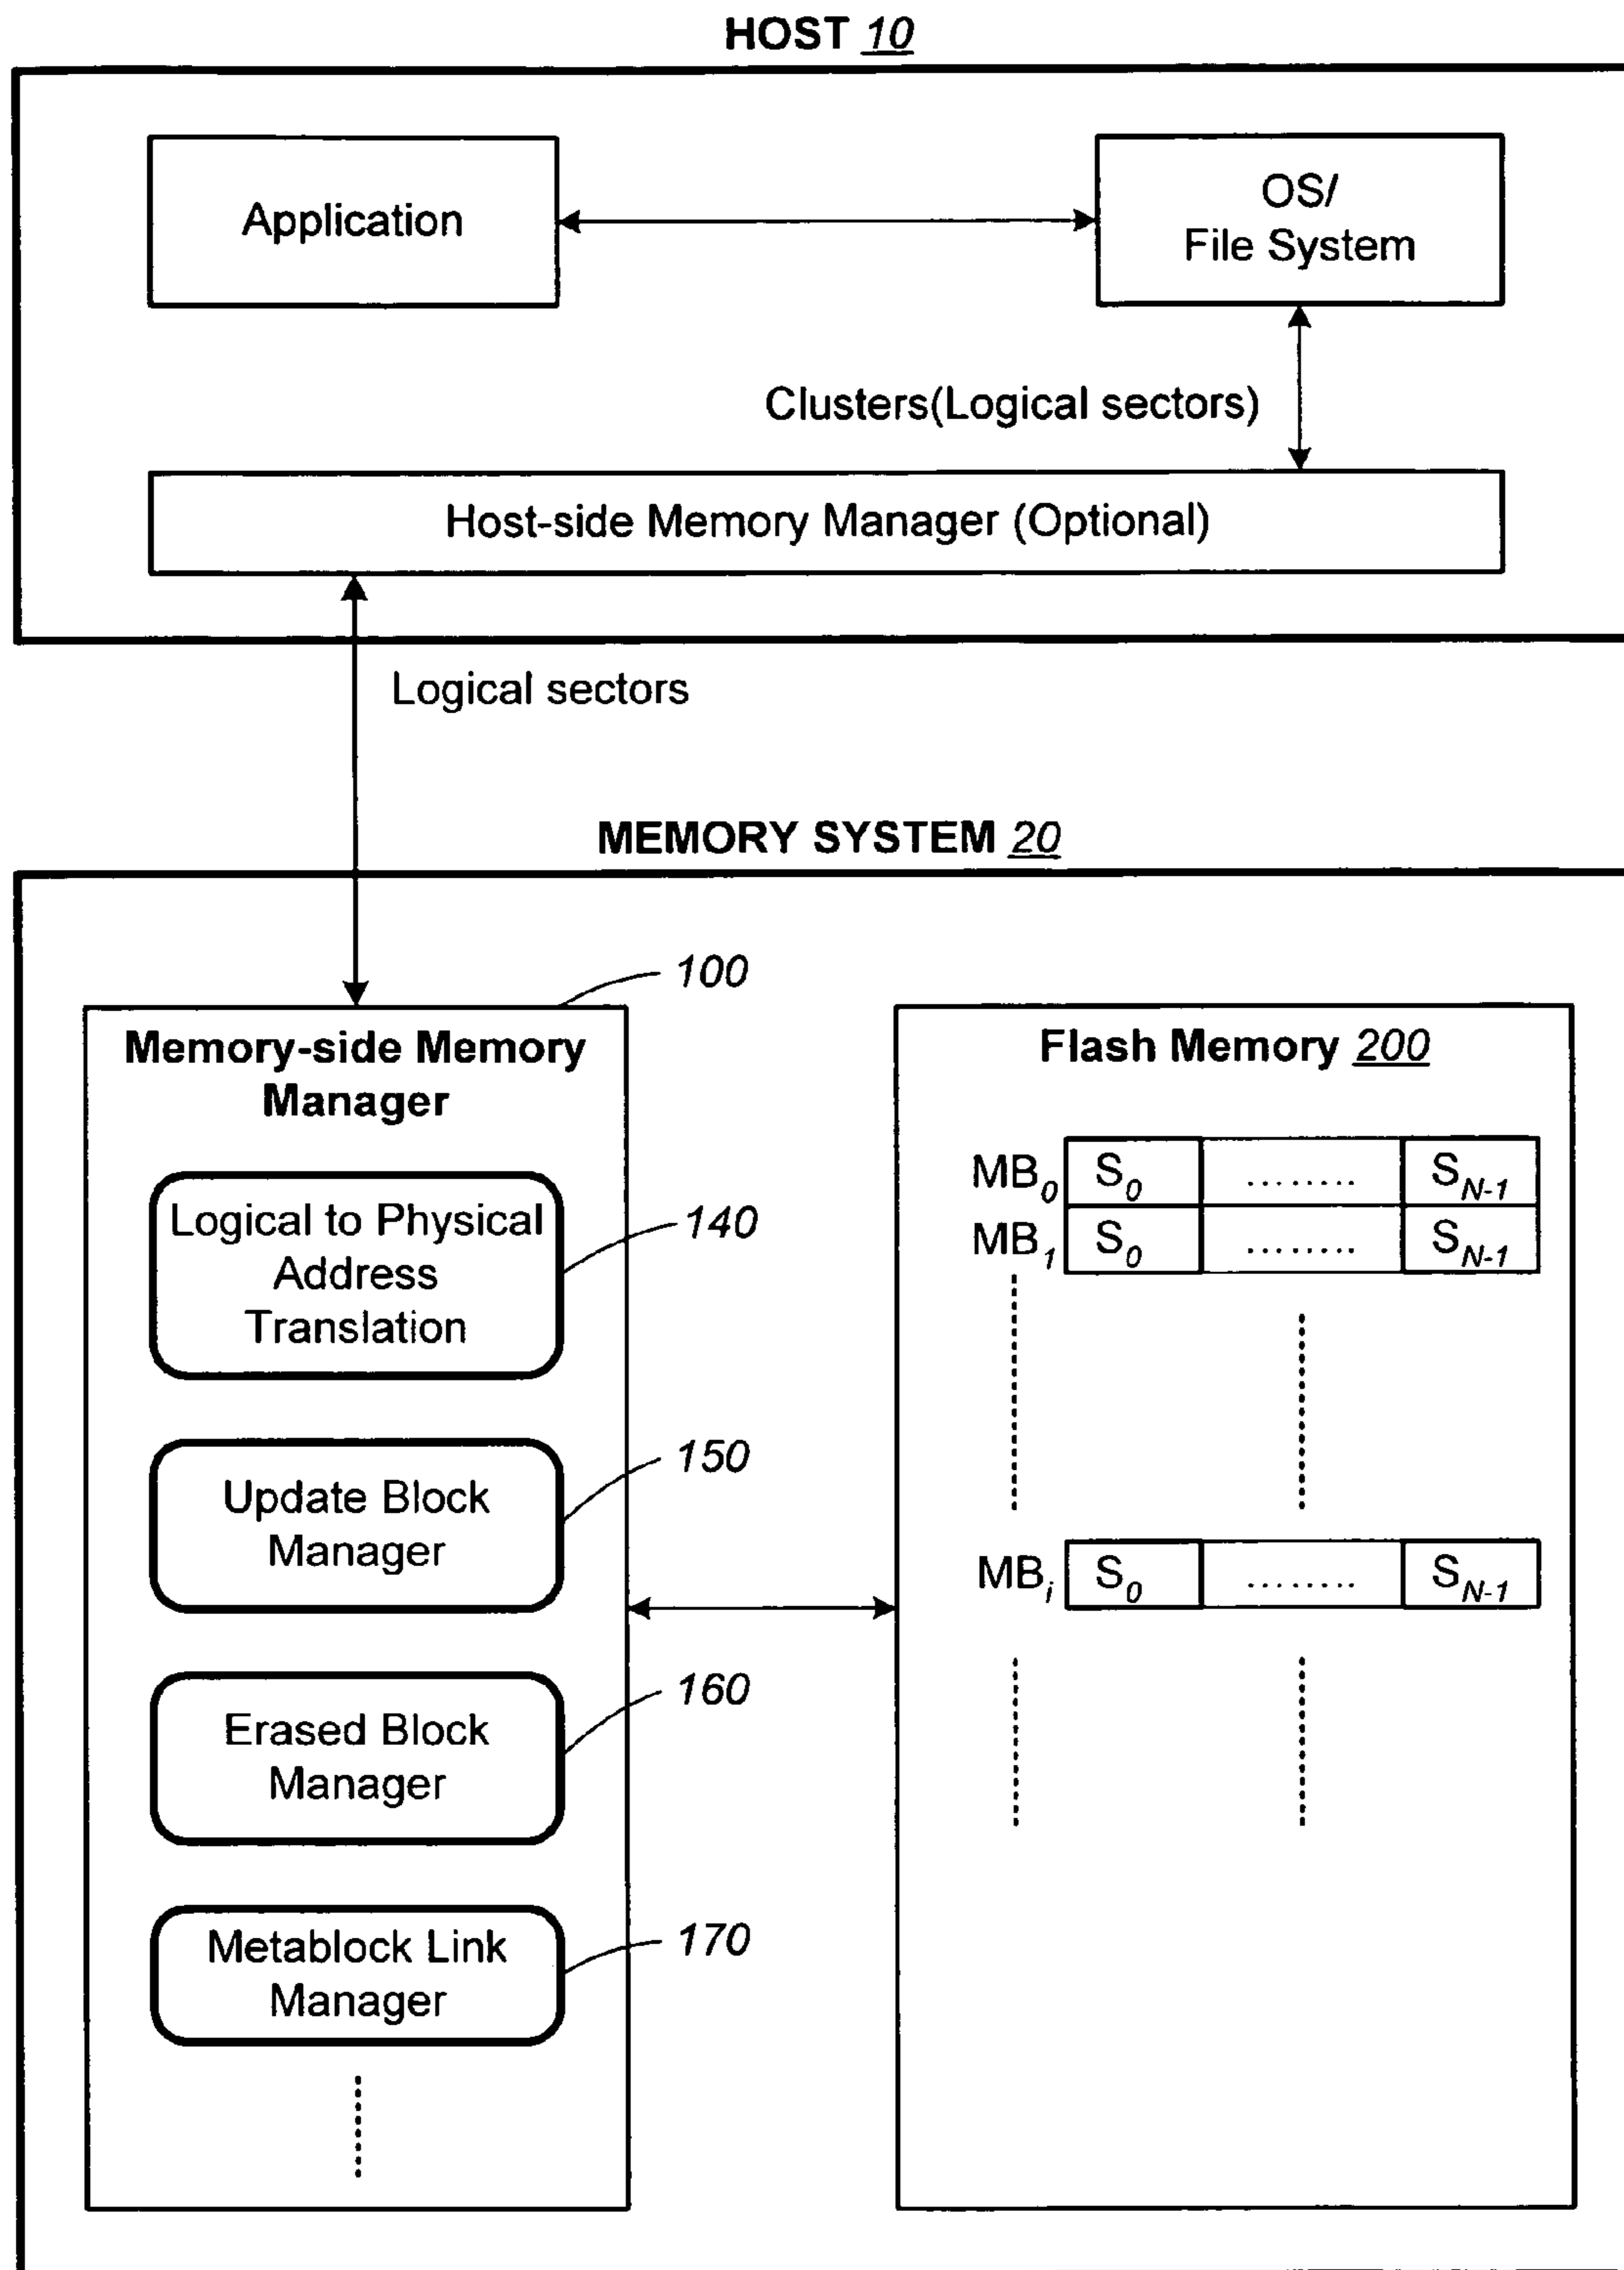 HOST 10
Application
OS/
File System
Clusters(Logical sectors)
Host-side Memory Manager (Optional)
Logical sectors
MEMORY SYSTEM 20
100
Memory-side Memory
Manager
Logical to Physical
Address
Translation
140
Update Block
Manager
150
Erased Block
Manager
160
Metablock Link
Manager
170
Flash Memory 200
MB0 S0 ........ SN-1
MB1 S0 ........ SN-1
MBi S0 ........ SN-1